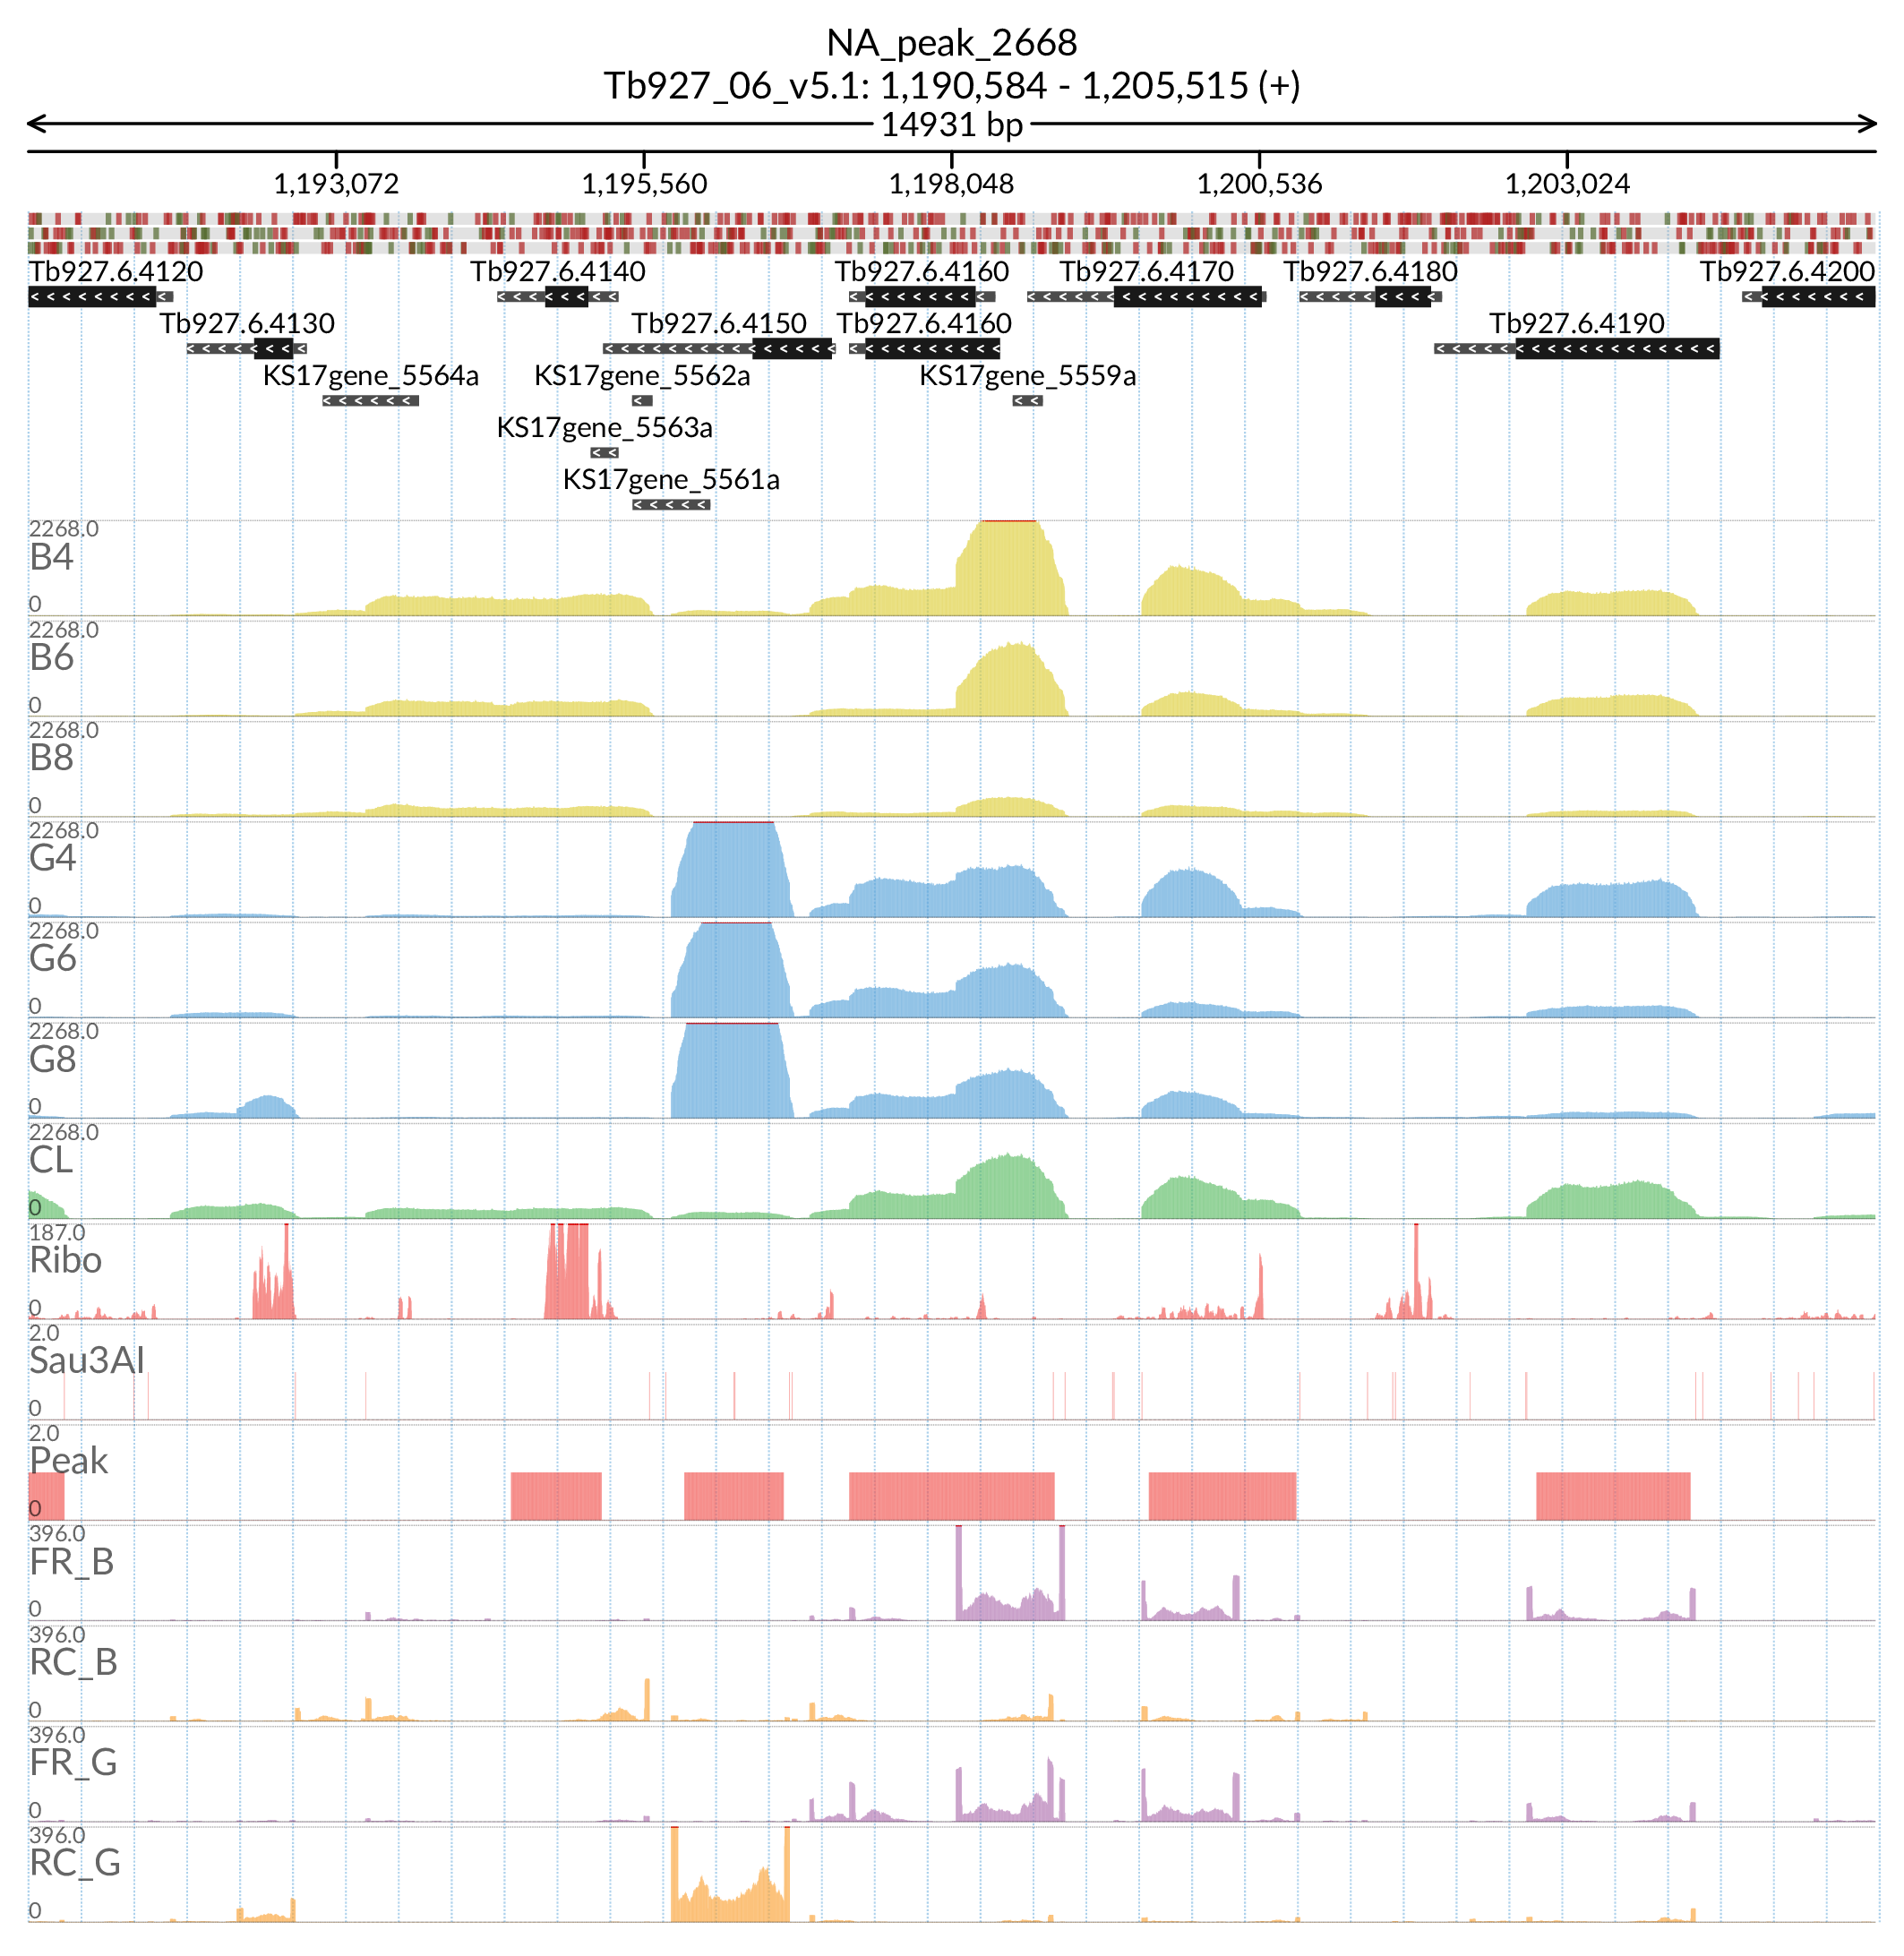 NA_peak_2668
Tb927_06_v5.1: 1,190,584 - 1,205,515 (+)
14931 bp
1,193,072 1,195,560 1,198,048 1,200,536 1,203,024
Tb927.6.4120 Tb927.6.4140 Tb927.6.4160 Tb927.6.4170 Tb927.6.4180 Tb927.6.4200
Tb927.6.4130 Tb927.6.4150 Tb927.6.4160 Tb927.6.4190
KS17gene_5564a KS17gene_5562a KS17gene_5559a
KS17gene_5563a
KS17gene_5561a
2268.0
B4
0
2268.0
B6
0
2268.0
B8
0
2268.0
G4
0
2268.0
G6
0
2268.0
G8
0
2268.0
CL
0
187.0
Ribo
0
2.0
Sau3AI
0
2.0
Peak
0
396.0
FR_B
0
396.0
RC_B
0
396.0
FR_G
0
396.0
RC_G
0